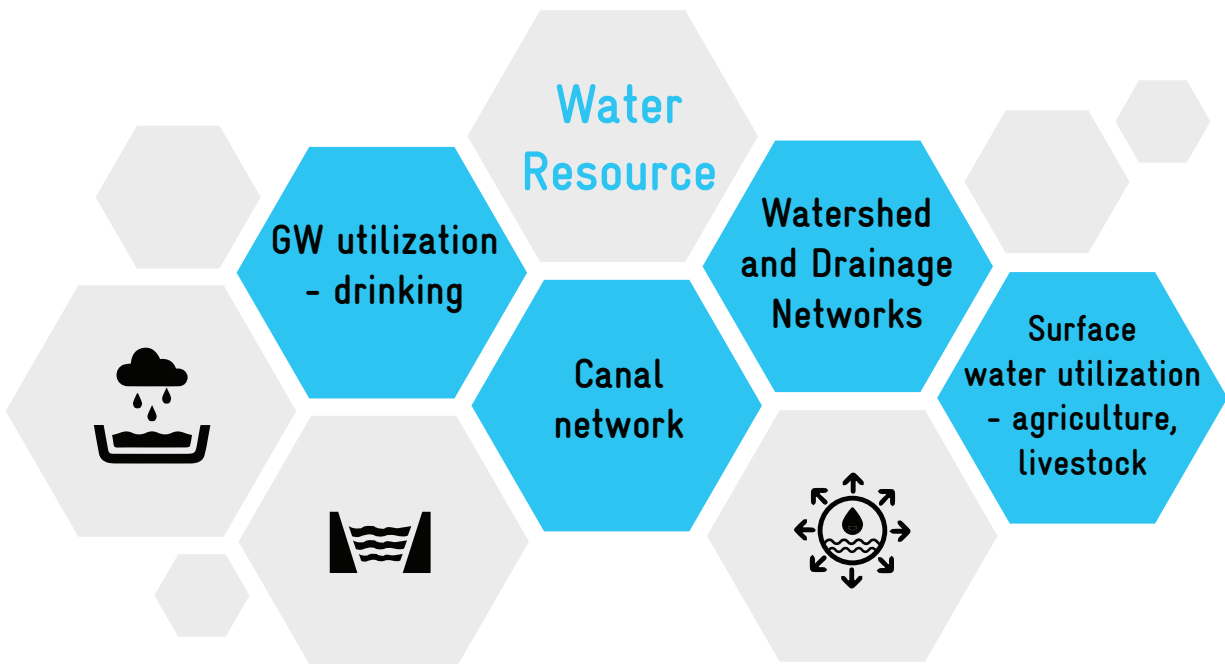 Water
Resource
GW utilization
- drinking
Watershed
and Drainage
Networks
Canal
network
Surface
water utilization
- agriculture,
livestock